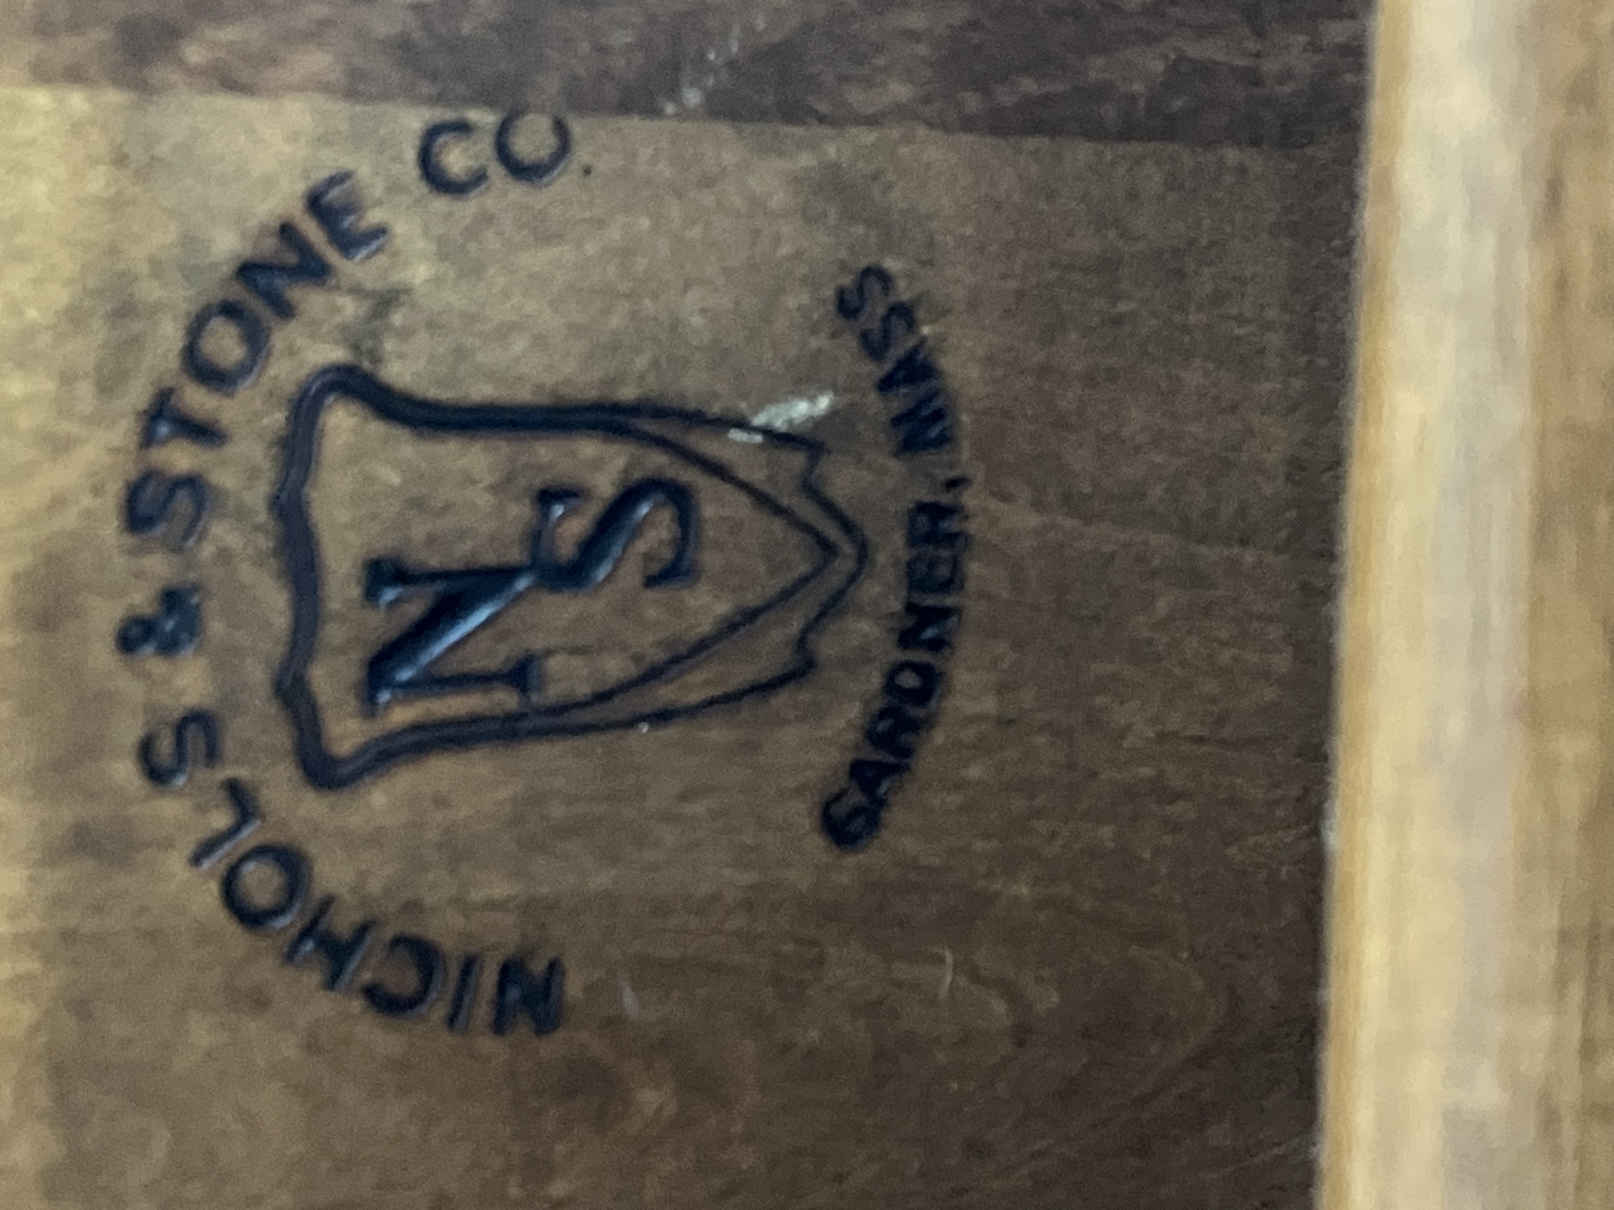 NICHOLS & STONE CO.
NS
GARDNER, MASS